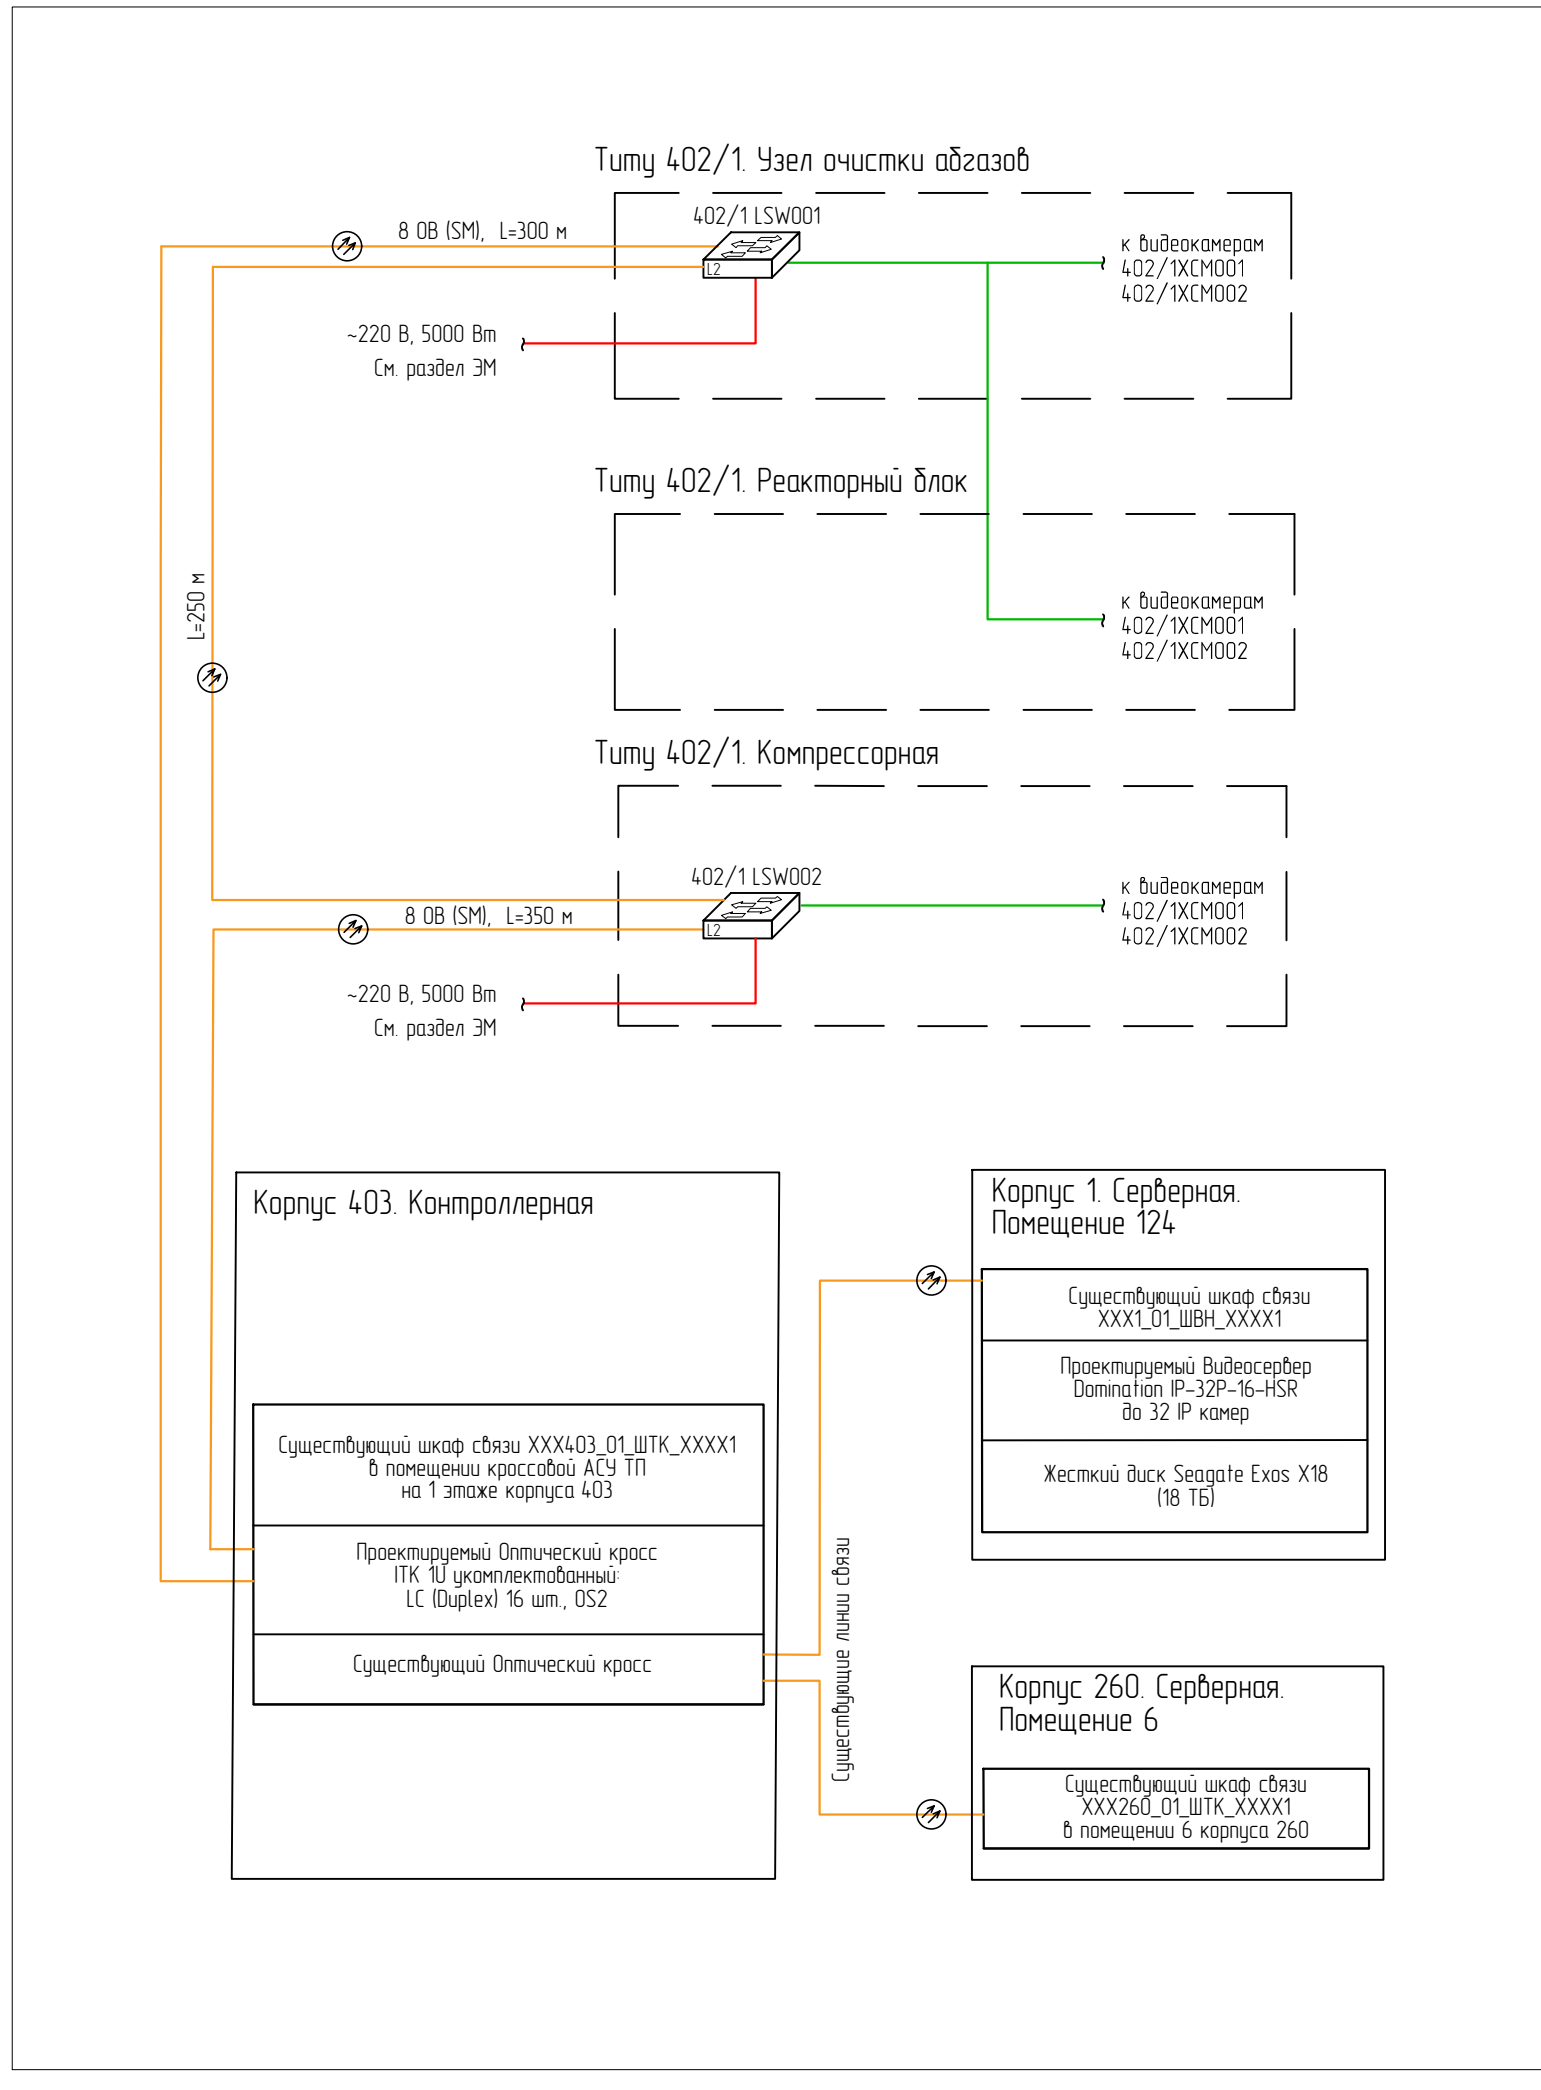 Титу 402/1. Узел очистки абгазов
402/1 LSW001
8 ОВ (SM), L=300 м
L2
к видеокамерам
402/1XCM001
402/1XCM002
~220 В, 5000 Вт
См. раздел ЭМ
Титу 402/1. Реакторный блок
L=250 м
к видеокамерам
402/1XCM001
402/1XCM002
Титу 402/1. Компрессорная
402/1 LSW002
8 ОВ (SM), L=350 м
L2
к видеокамерам
402/1XCM001
402/1XCM002
~220 В, 5000 Вт
См. раздел ЭМ
Корпус 403. Контроллерная
Существующий шкаф связи XXX403_01_ШТК_XXXX1
в помещении кроссовой АСУ ТП
на 1 этаже корпуса 403
Проектируемый Оптический кросс
ITK 1U укомплектованный:
LC (Duplex) 16 шт., OS2
Существующий Оптический кросс
Существующие линии связи
Корпус 1. Серверная.
Помещение 124
Существующий шкаф связи
XXX1_01_ШВН_XXXX1
Проектируемый Видеосервер
Domination IP-32P-16-HSR
до 32 IP камер
Жесткий диск Seagate Exos X18
(18 ТБ)
Корпус 260. Серверная.
Помещение 6
Существующий шкаф связи
XXX260_01_ШТК_XXXX1
в помещении 6 корпуса 260